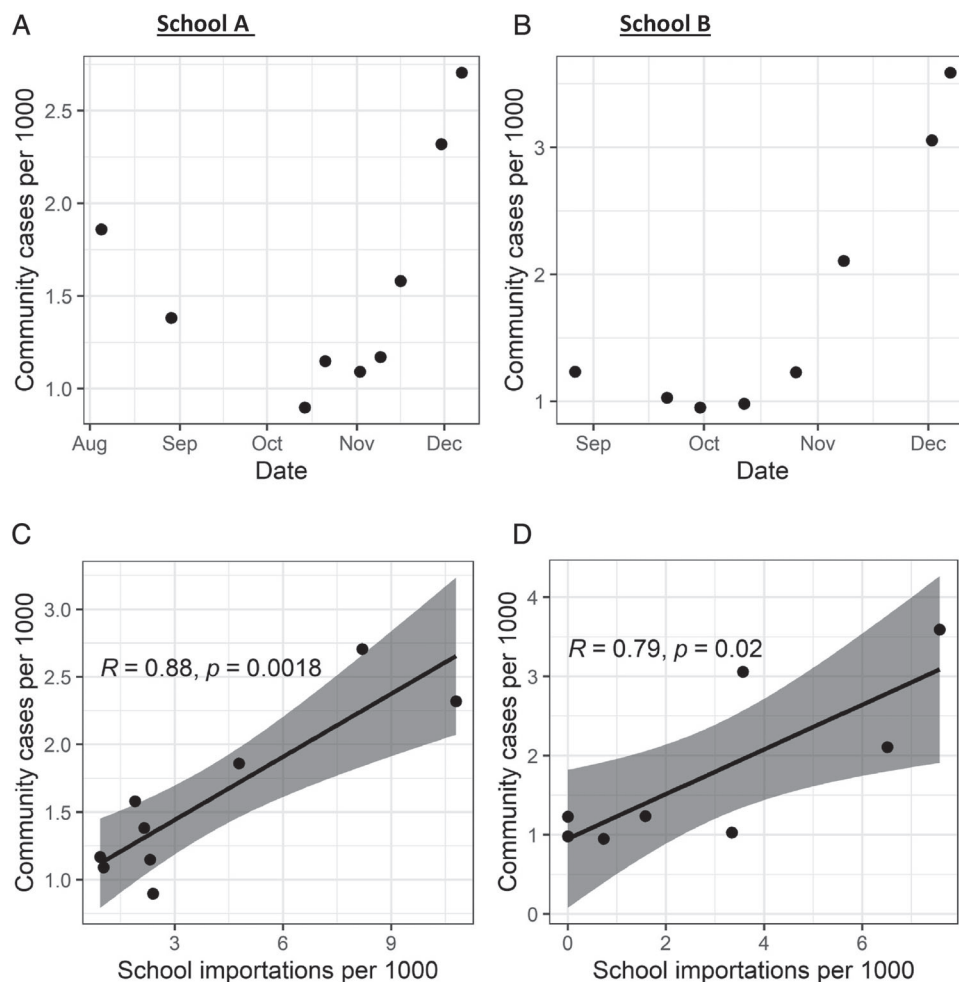 A
School A
Community cases per 1000
2.5
2.0
1.5
1.0
Aug
Sep
Oct
Nov
Dec
Date
B
School B
Community cases per 1000
3
2
1
Sep
Oct
Nov
Dec
Date
C
Community cases per 1000
3.0
2.5
2.0
1.5
1.0
R = 0.88, p = 0.0018
3
6
9
School importations per 1000
D
Community cases per 1000
4
3
2
1
0
R = 0.79, p = 0.02
0
2
4
6
School importations per 1000